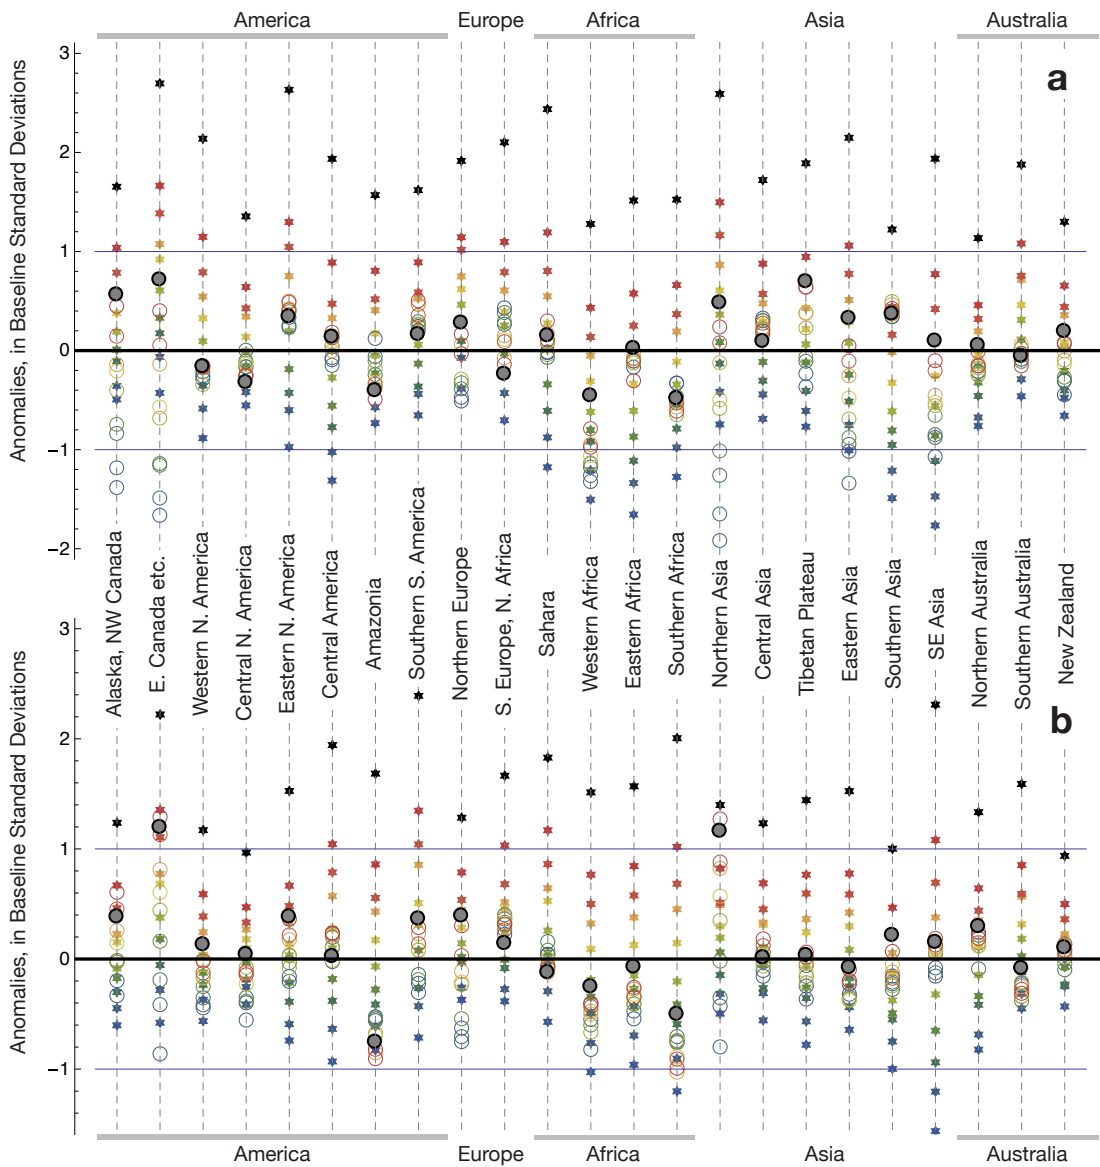 America Europe Africa Asia Australia
a
Anomalies, in Baseline Standard Deviations
3
2
1
0
−1
−2
Alaska, NW Canada
E. Canada etc.
Western N. America
Central N. America
Eastern N. America
Central America
Amazonia
Southern S. America
Northern Europe
S. Europe, N. Africa
Sahara
Western Africa
Eastern Africa
Southern Africa
Northern Asia
Central Asia
Tibetan Plateau
Eastern Asia
Southern Asia
SE Asia
Northern Australia
Southern Australia
New Zealand
b
Anomalies, in Baseline Standard Deviations
3
2
1
0
−1
America Europe Africa Asia Australia